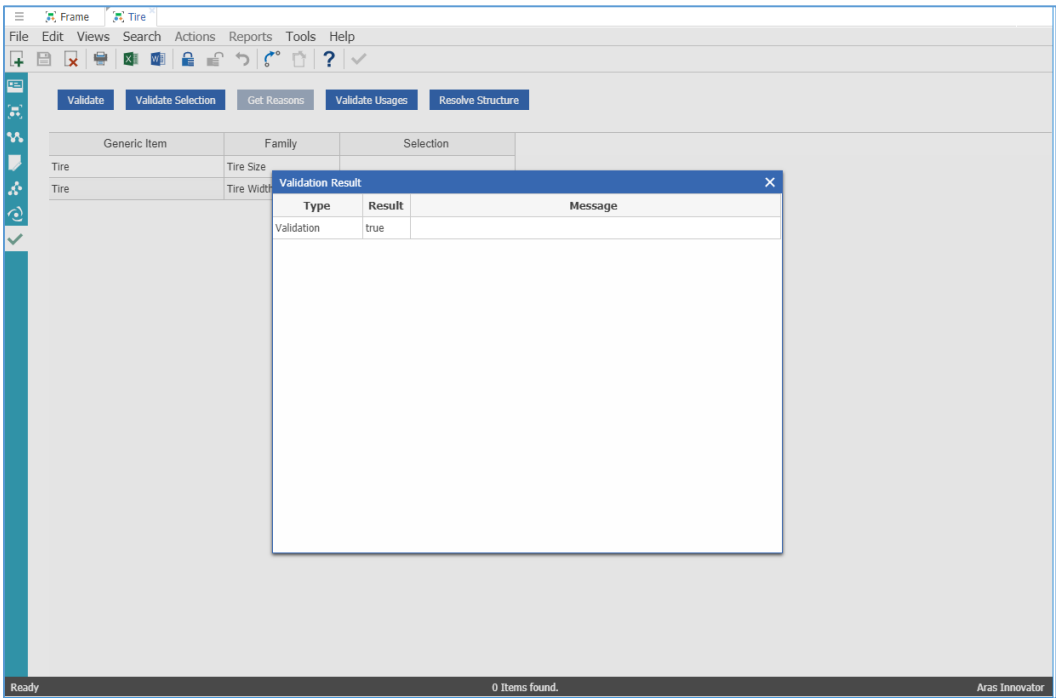 Frame Tire
File Edit Views Search Actions Reports Tools Help
Validate Validate Selection Get Reasons Validate Usages Resolve Structure
Generic Item Family Selection
Tire Tire Size
Tire Tire Width
Validation Result
Type Result Message
Validation true
Ready 0 Items found. Aras Innovator